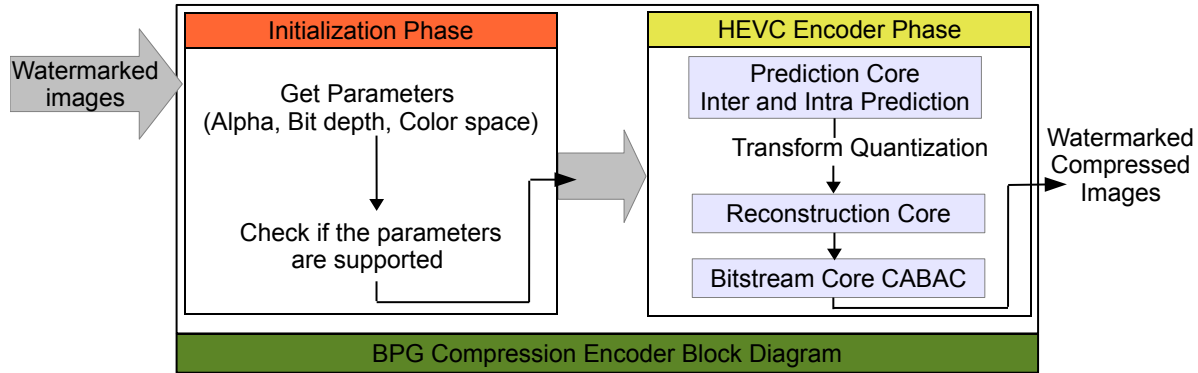 Watermarked
images
Initialization Phase
Get Parameters
(Alpha, Bit depth, Color space)
Check if the parameters
are supported
HEVC Encoder Phase
Prediction Core
Inter and Intra Prediction
Transform Quantization
Reconstruction Core
Bitstream Core CABAC
Watermarked
Compressed
Images
BPG Compression Encoder Block Diagram